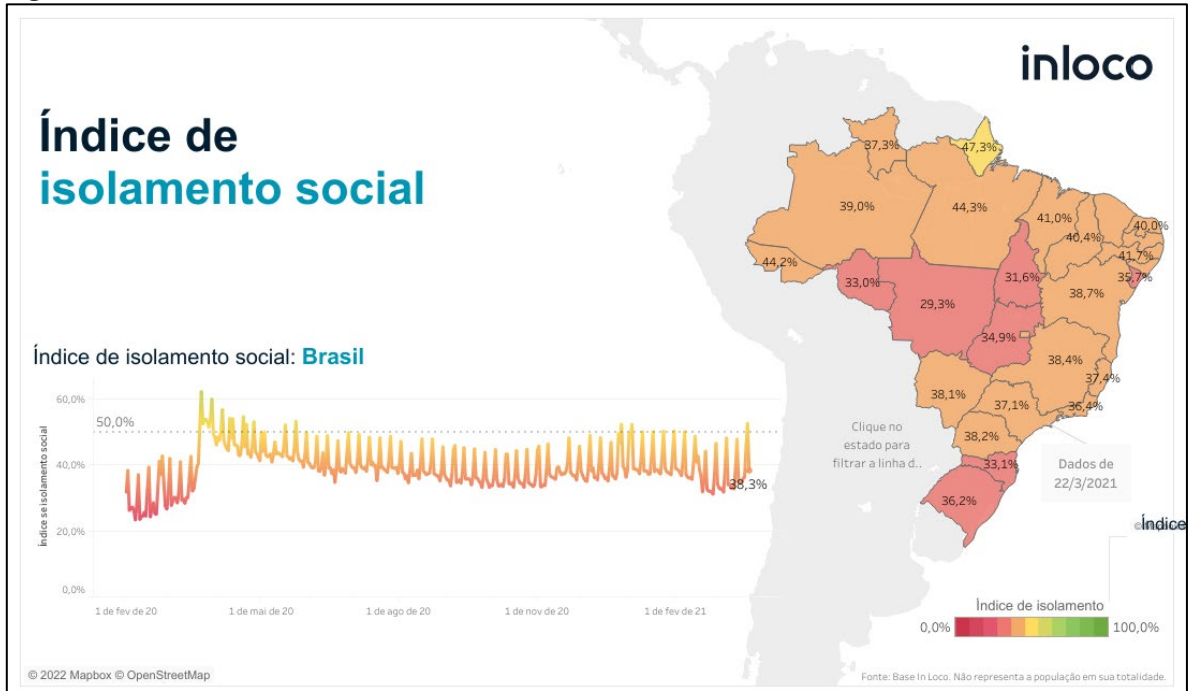 inloco
Índice de
isolamento social
Índice de isolamento social: Brasil
Índice se isolamento social
60,0%
50,0%
40,0%
20,0%
0,0%
38,3%
1 de fev de 20
1 de mai de 20
1 de ago de 20
1 de nov de 20
1 de fev de 21
37,3%
47,3%
39,0%
44,3%
41,0%
40,0%
40,4%
41,7%
44,2%
33,0%
31,6%
35,7%
29,3%
38,7%
34,9%
38,4%
37,4%
38,1%
37,1%
36,4%
38,2%
33,1%
36,2%
Clique no
estado para
filtrar a linha d..
Dados de
22/3/2021
Índice
Índice de isolamento
0,0%
100,0%
© 2022 Mapbox © OpenStreetMap
Fonte: Base In Loco. Não representa a população em sua totalidade.